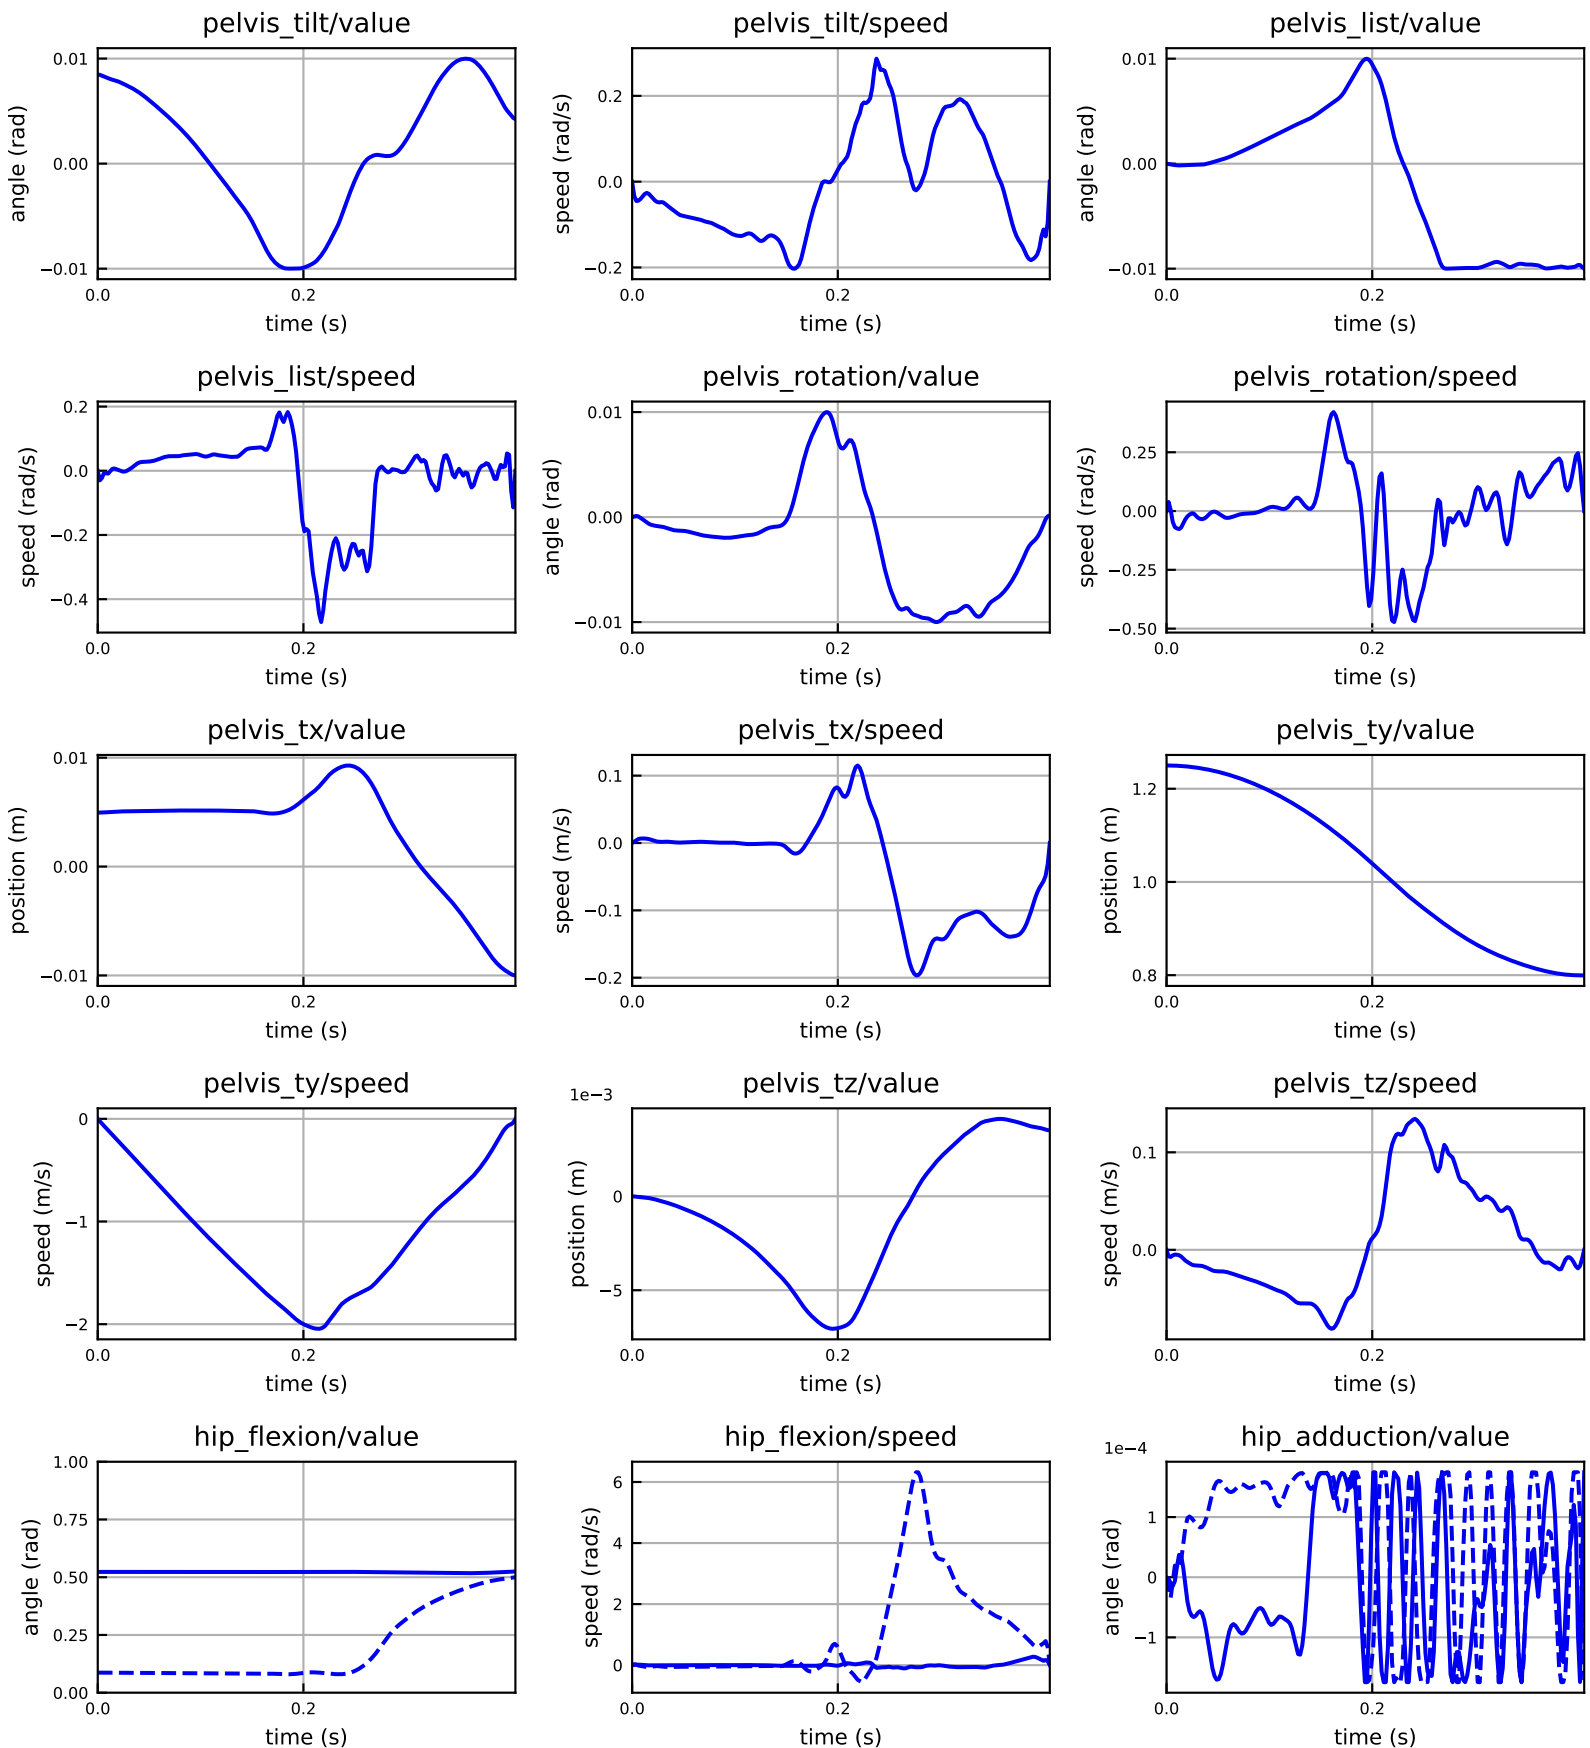 pelvis_tilt/value
pelvis_tilt/speed
pelvis_list/value
0.01
0.00
−0.01
angle (rad)
0.0
0.2
time (s)
0.2
0.0
−0.2
speed (rad/s)
0.0
0.2
time (s)
0.01
0.00
−0.01
angle (rad)
0.0
0.2
time (s)
pelvis_list/speed
pelvis_rotation/value
pelvis_rotation/speed
0.2
0.0
−0.2
−0.4
speed (rad/s)
0.0
0.2
time (s)
0.01
0.00
−0.01
angle (rad)
0.0
0.2
time (s)
0.25
0.00
−0.25
−0.50
speed (rad/s)
0.0
0.2
time (s)
pelvis_tx/value
pelvis_tx/speed
pelvis_ty/value
0.01
0.00
−0.01
position (m)
0.0
0.2
time (s)
0.1
0.0
−0.1
−0.2
speed (m/s)
0.0
0.2
time (s)
1.2
1.0
0.8
position (m)
0.0
0.2
time (s)
pelvis_ty/speed
pelvis_tz/value
pelvis_tz/speed
0
−1
−2
speed (m/s)
0.0
0.2
time (s)
1e−3
0
−5
position (m)
0.0
0.2
time (s)
0.1
0.0
speed (m/s)
0.0
0.2
time (s)
hip_flexion/value
hip_flexion/speed
hip_adduction/value
1.00
0.75
0.50
0.25
0.00
angle (rad)
0.0
0.2
time (s)
6
4
2
0
speed (rad/s)
0.0
0.2
time (s)
1e−4
1
0
−1
angle (rad)
0.0
0.2
time (s)